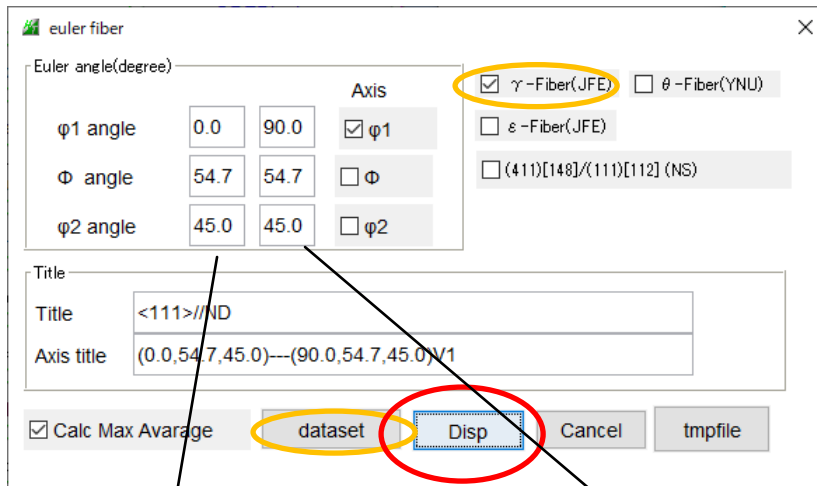 euler fiber
Euler angle(degree)
Axis
φ1 angle 0.0 90.0 φ1
Φ angle 54.7 54.7 Φ
φ2 angle 45.0 45.0 φ2
γ-Fiber(JFE) θ-Fiber(YNU)
ε-Fiber(JFE)
(411)[148]/(111)[112] (NS)
Title
Title <111>//ND
Axis title (0.0,54.7,45.0)---(90.0,54.7,45.0)V1
Calc Max Avarage dataset Disp Cancel tmpfile